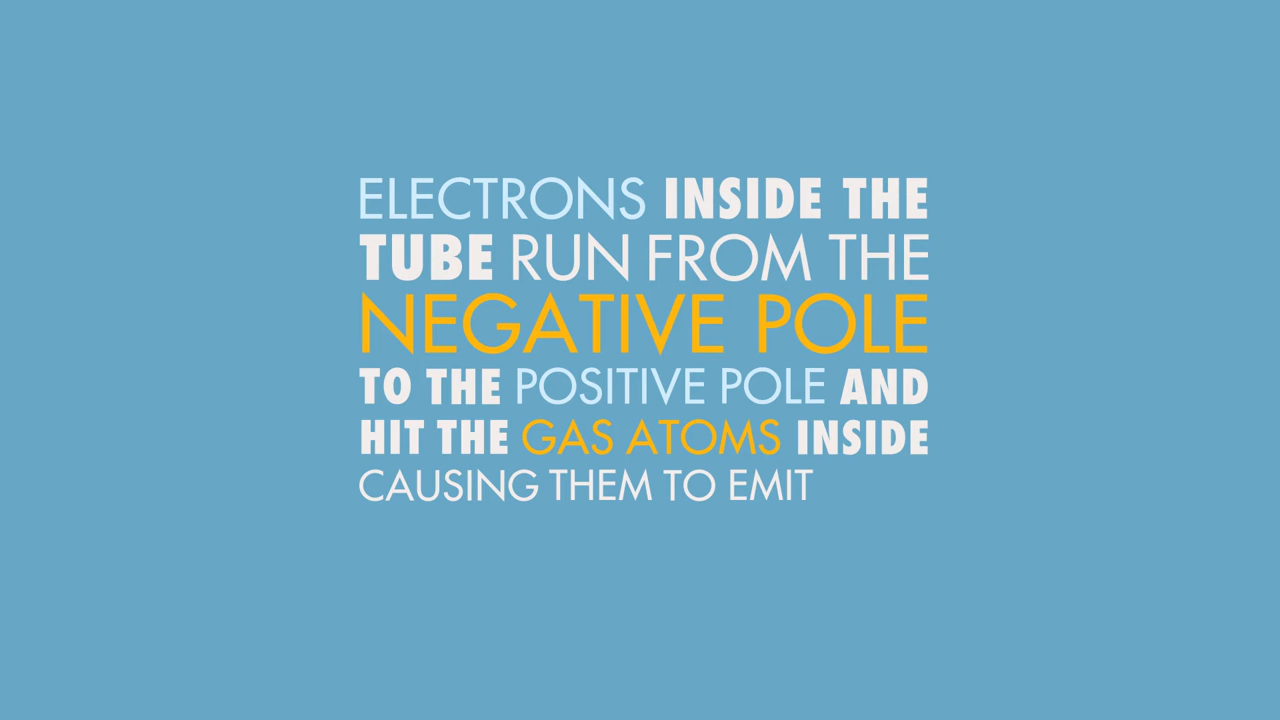 ELECTRONS INSIDE THE
TUBE RUN FROM THE
NEGATIVE POLE
TO THE POSITIVE POLE AND
HIT THE GAS ATOMS INSIDE
CAUSING THEM TO EMIT